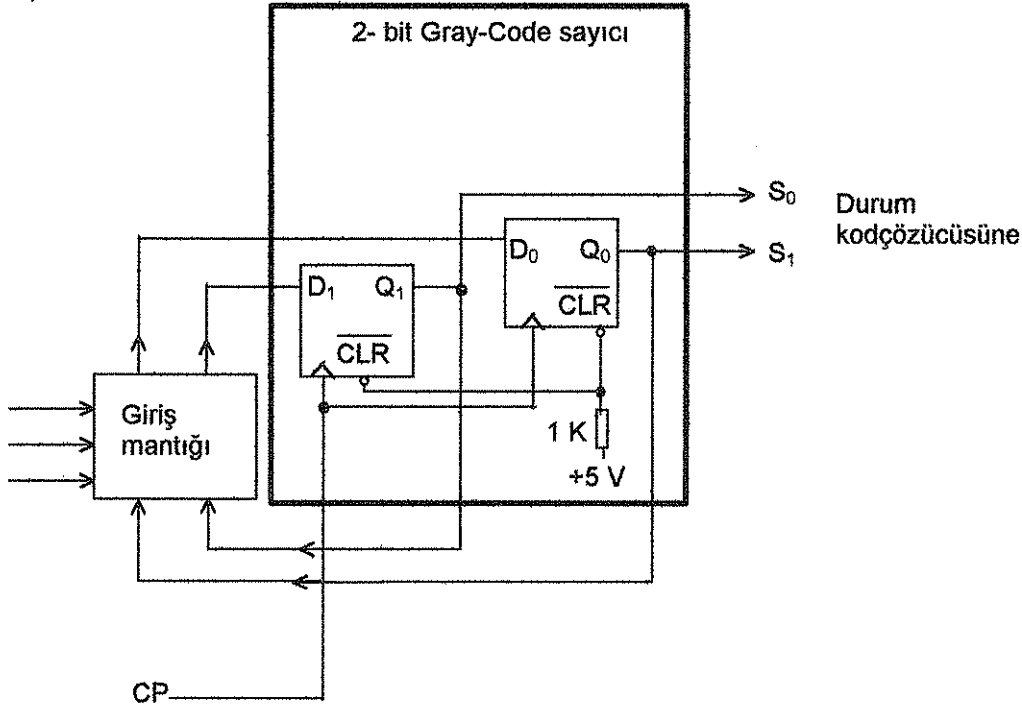 2- bit Gray-Code sayıcı
S₀
Durum
kodçözücüsüne
S₁
D₀ Q₀
CLR
D₁ Q₁
CLR
Giriş
mantığı
1 K
+5 V
CP